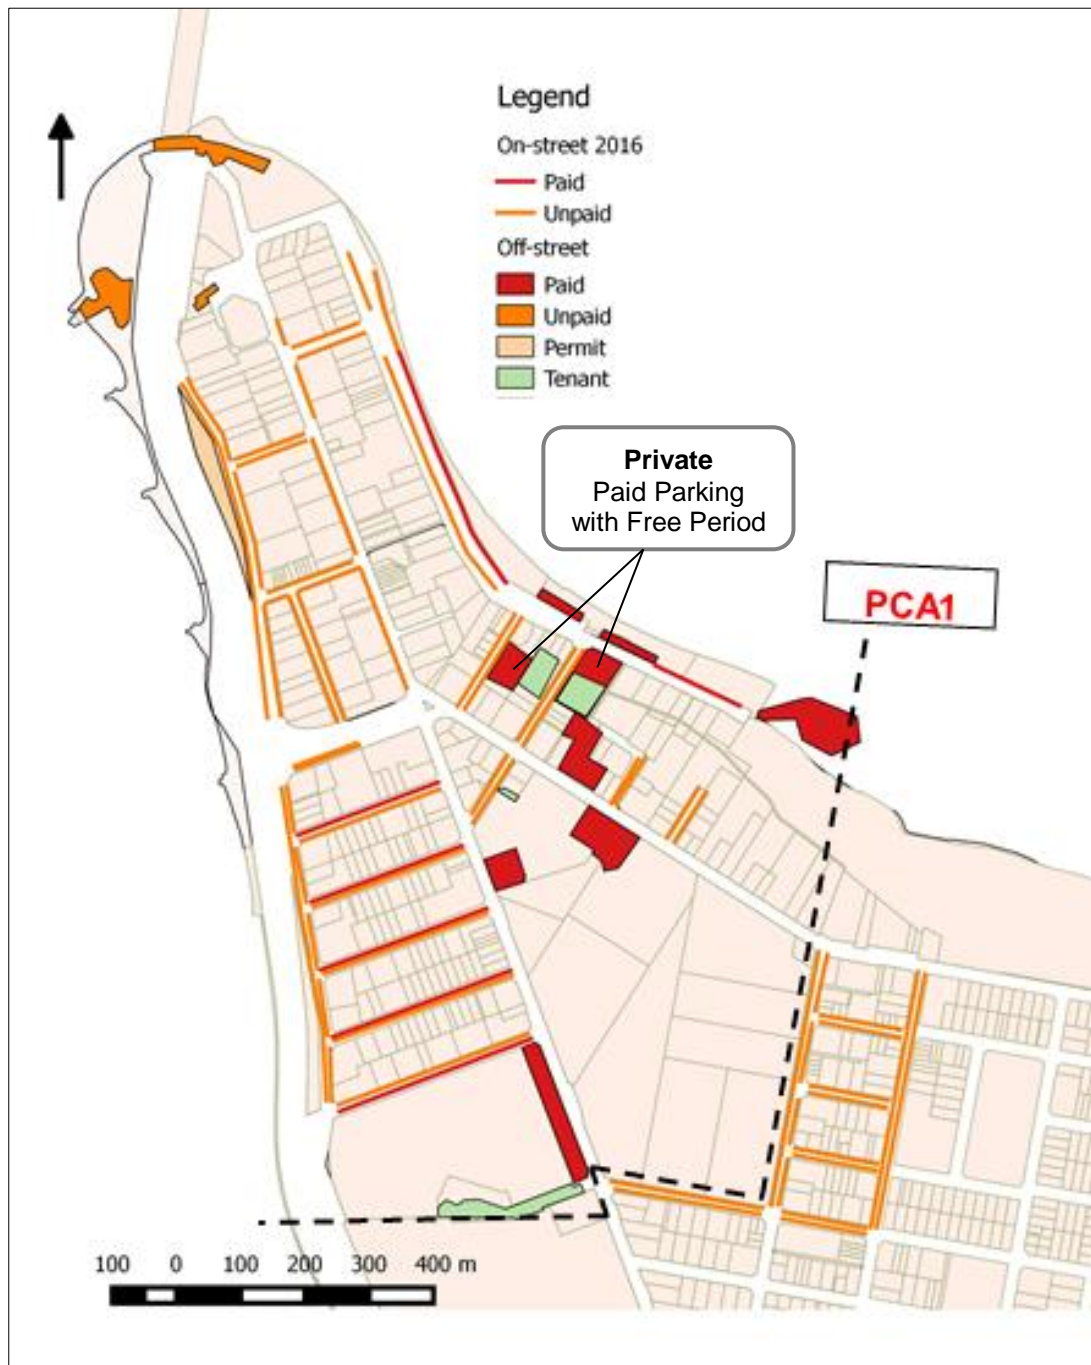 Legend
On-street 2016
Paid
Unpaid
Off-street
Paid
Unpaid
Permit
Tenant
Private
Paid Parking
with Free Period
PCA1
100 0 100 200 300 400 m